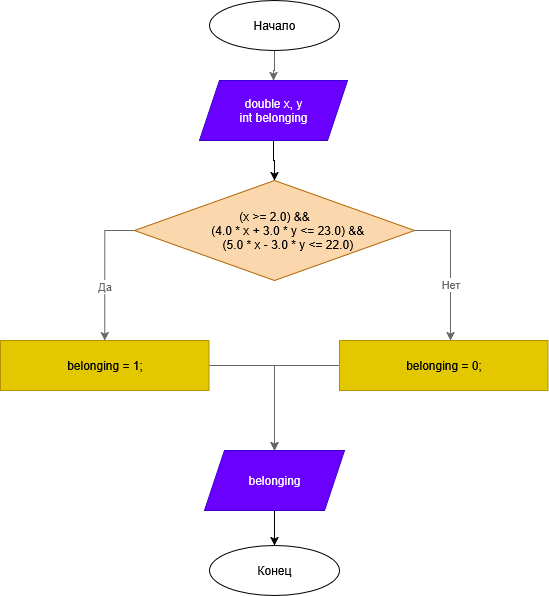 Начало
double x, y
int belonging
(x >= 2.0) &&
(4.0 * x + 3.0 * y <= 23.0) &&
(5.0 * x - 3.0 * y <= 22.0)
Да
Нет
belonging = 1;
belonging = 0;
belonging
Конец